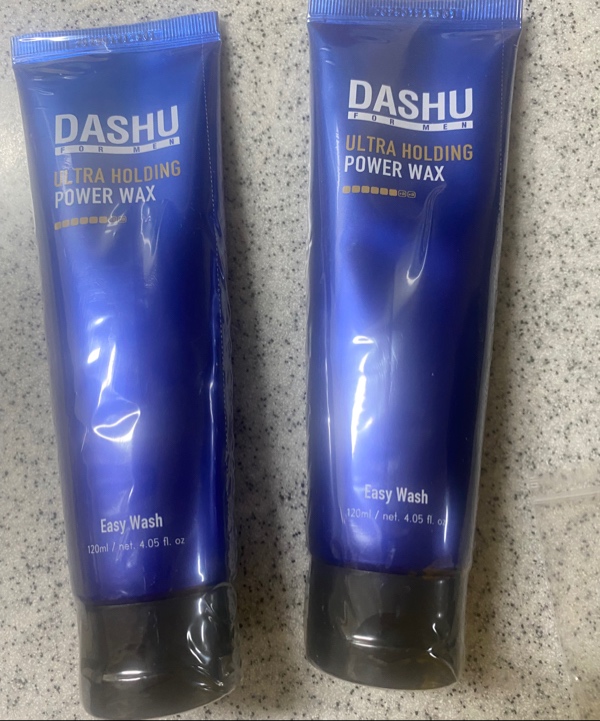 DASHU
FOR MEN
ULTRA HOLDING
POWER WAX
Easy Wash
120ml / net. 4.05 fl. oz
DASHU
FOR MEN
ULTRA HOLDING
POWER WAX
Easy Wash
120ml / net. 4.05 fl. oz